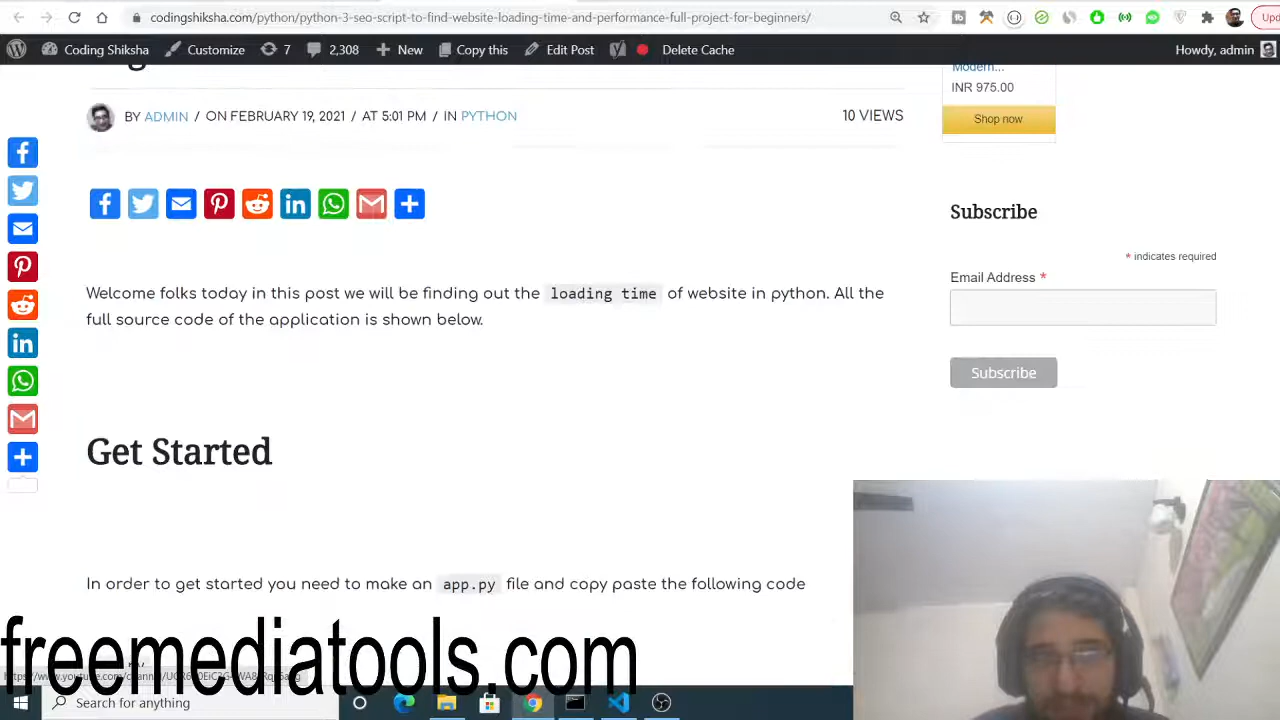 codingshiksha.com/python/python-3-seo-script-to-find-website-loading-time-and-performance-full-project-for-beginners/
Coding Shiksha
Customize
7
2,308
New
Copy this
Edit Post
Delete Cache
Howdy, admin
Modern...
INR 975.00
Shop now
BY ADMIN / ON FEBRUARY 19, 2021 / AT 5:01 PM / IN PYTHON
10 VIEWS
Subscribe
* indicates required
Email Address *
Subscribe
Welcome folks today in this post we will be finding out the loading time of website in python. All the
full source code of the application is shown below.
Get Started
In order to get started you need to make an app.py file and copy paste the following code
freemediatools.com
Search for anything